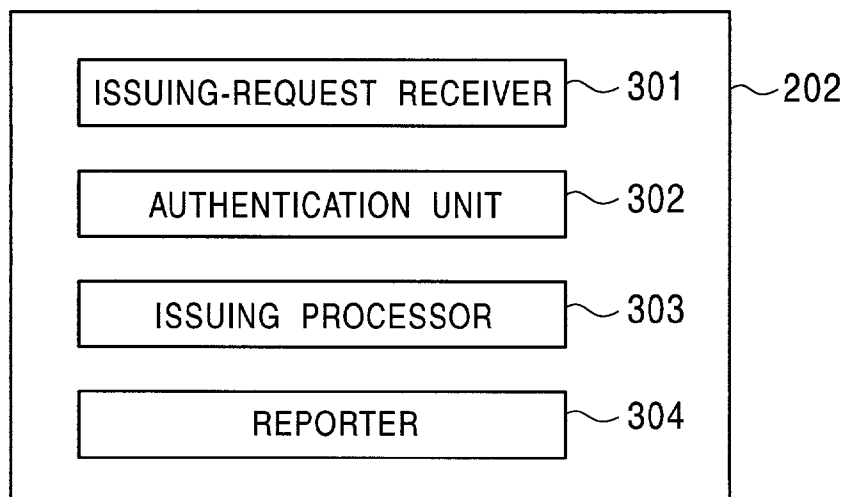 ISSUING-REQUEST RECEIVER 301
202
AUTHENTICATION UNIT 302
ISSUING PROCESSOR 303
REPORTER 304